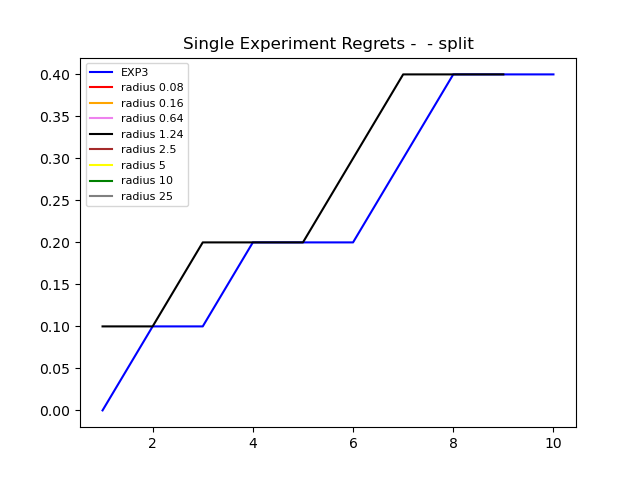 Single Experiment Regrets -  - split
0.40
0.35
0.30
0.25
0.20
0.15
0.10
0.05
0.00
EXP3
radius 0.08
radius 0.16
radius 0.64
radius 1.24
radius 2.5
radius 5
radius 10
radius 25
2 4 6 8 10